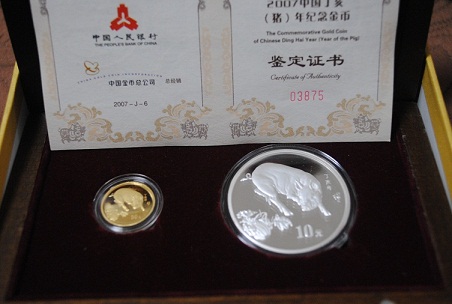 中国人民银行
THE PEOPLE'S BANK OF CHINA
中国金币总公司
2007-J-6
2007中国丁亥
(猪)年纪念金币
The Commemorative Gold Coin
of Chinese Ding Hai Year (Year of the Pig)
鉴定证书
Certificate of Authenticity
03875
10元